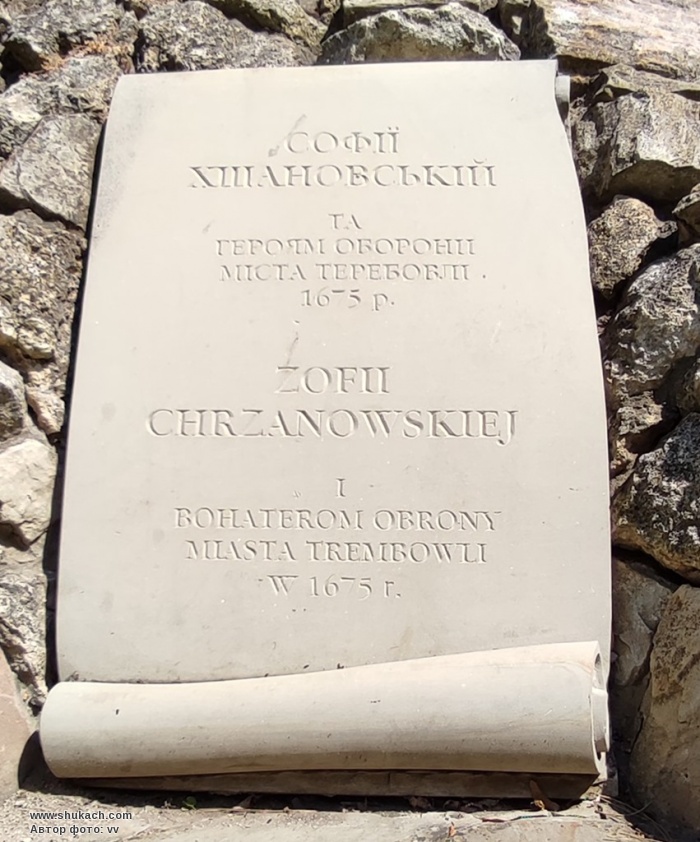 СОФІЇ
ХШАНОВСЬКІЙ
ТА
ГЕРОЯМ ОБОРОНИ
МІСТА ТЕРЕБОВЛІ
1675 р.
ZOFII
CHRZANOWSKIEJ
I
BOHATEROM OBRONY
MIASTA TREMBOWLI
W 1675 r.
www.shukach.com
Автор фото: vv